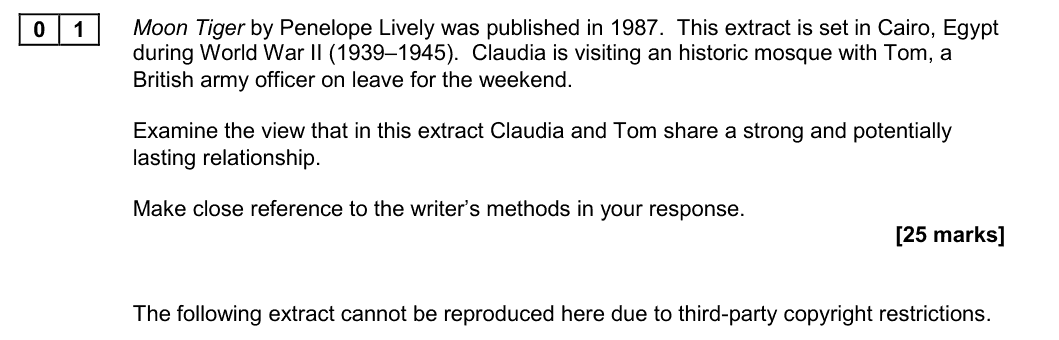 0 1 Moon Tiger by Penelope Lively was published in 1987. This extract is set in Cairo, Egypt
during World War II (1939–1945). Claudia is visiting an historic mosque with Tom, a
British army officer on leave for the weekend.
Examine the view that in this extract Claudia and Tom share a strong and potentially
lasting relationship.
Make close reference to the writer’s methods in your response.
[25 marks]
The following extract cannot be reproduced here due to third-party copyright restrictions.